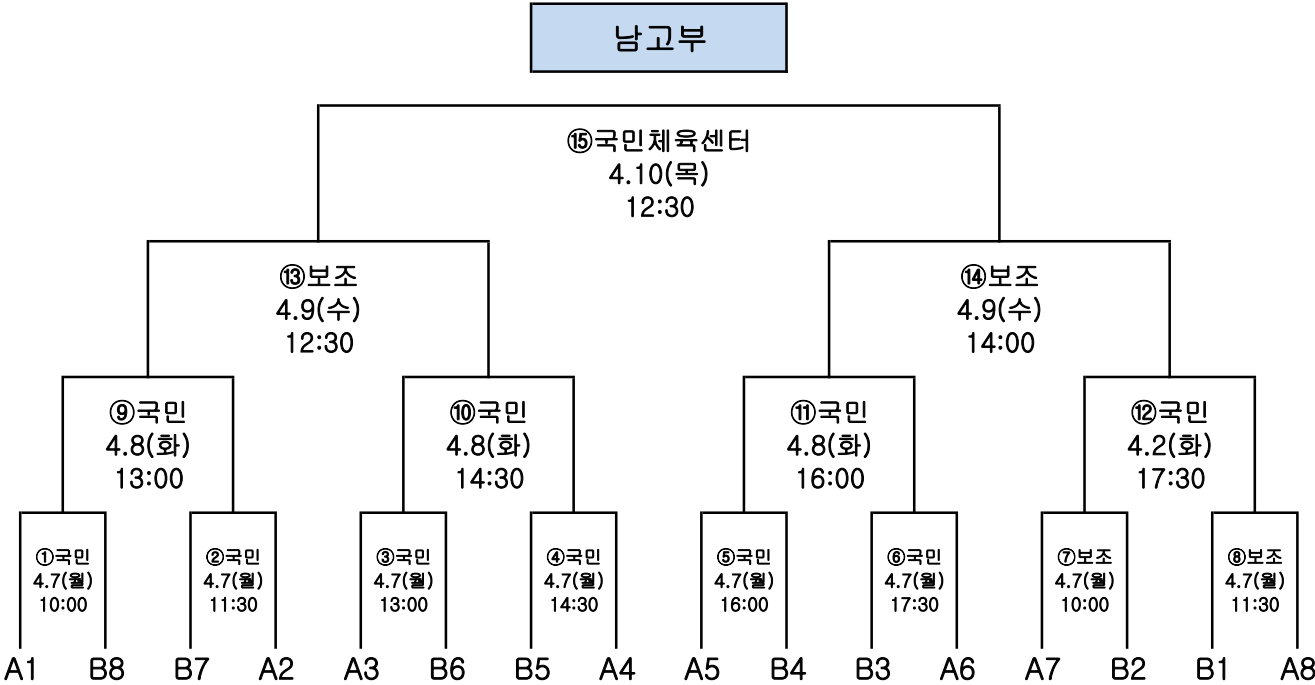 남고부
⑮국민체육센터
4.10(목)
12:30
⑬보조
4.9(수)
12:30
⑭보조
4.9(수)
14:00
⑨국민
4.8(화)
13:00
⑩국민
4.8(화)
14:30
⑪국민
4.8(화)
16:00
⑫국민
4.2(화)
17:30
①국민
4.7(월)
10:00
②국민
4.7(월)
11:30
③국민
4.7(월)
13:00
④국민
4.7(월)
14:30
⑤국민
4.7(월)
16:00
⑥국민
4.7(월)
17:30
⑦보조
4.7(월)
10:00
⑧보조
4.7(월)
11:30
A1 B8 B7 A2 A3 B6 B5 A4 A5 B4 B3 A6 A7 B2 B1 A8